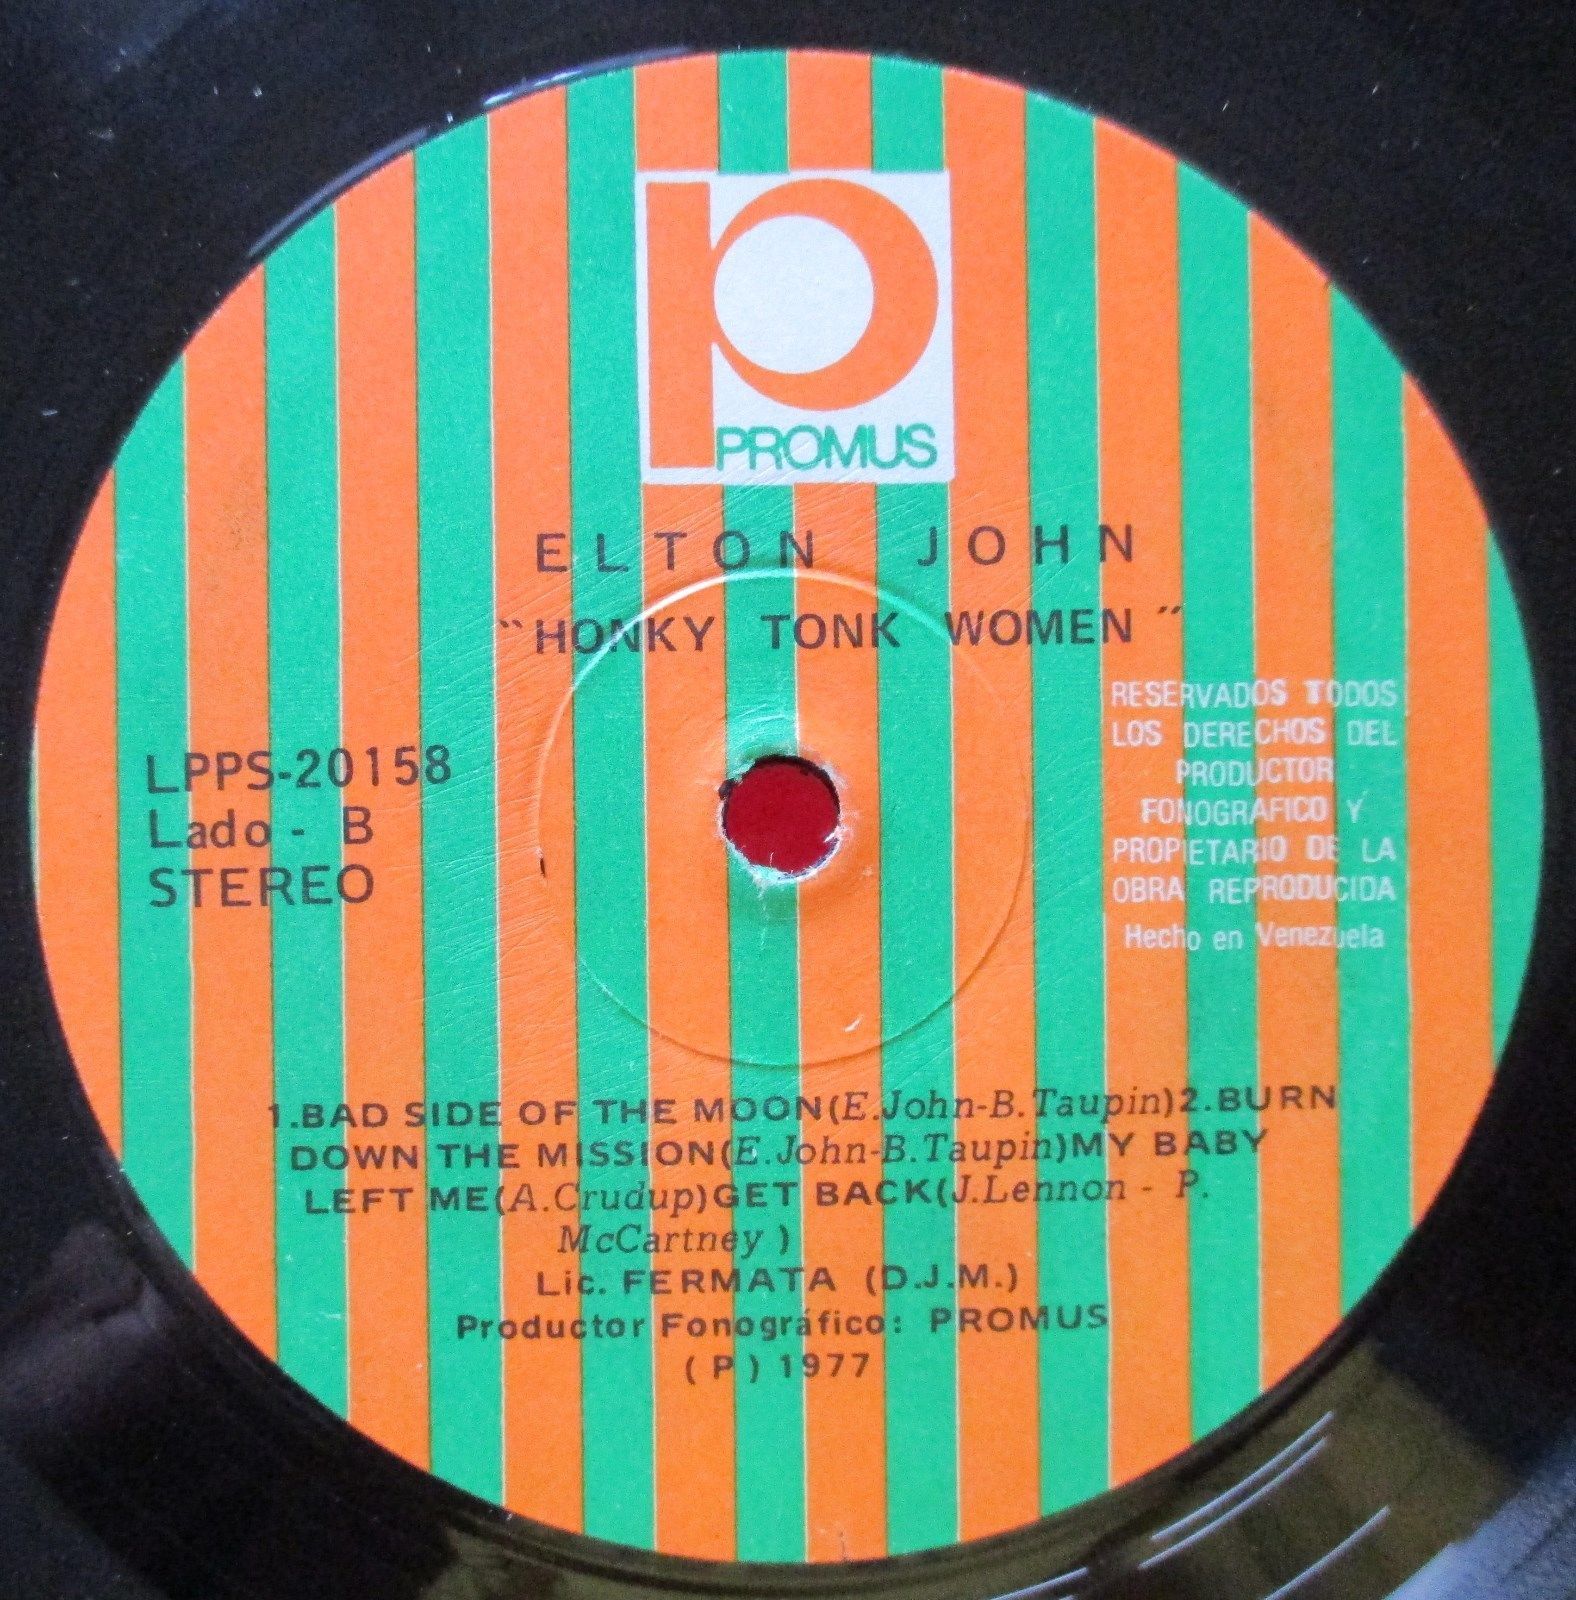 PROMUS
ELTON JOHN
"HONKY TONK WOMEN"
LPPS-20158
Lado - B
STEREO
RESERVADOS TODOS
LOS DERECHOS DEL
PRODUCTOR
FONOGRAFICO Y
PROPIETARIO DE LA
OBRA REPRODUCIDA
Hecho en Venezuela
1.BAD SIDE OF THE MOON(E.John-B.Taupin)2.BURN
DOWN THE MISSION(E.John-B.Taupin)MY BABY
LEFT ME(A.Crudup)GET BACK(J.Lennon - P.
McCartney )
Lic. FERMATA (D.J.M.)
Productor Fonográfico: PROMUS
( P ) 1977